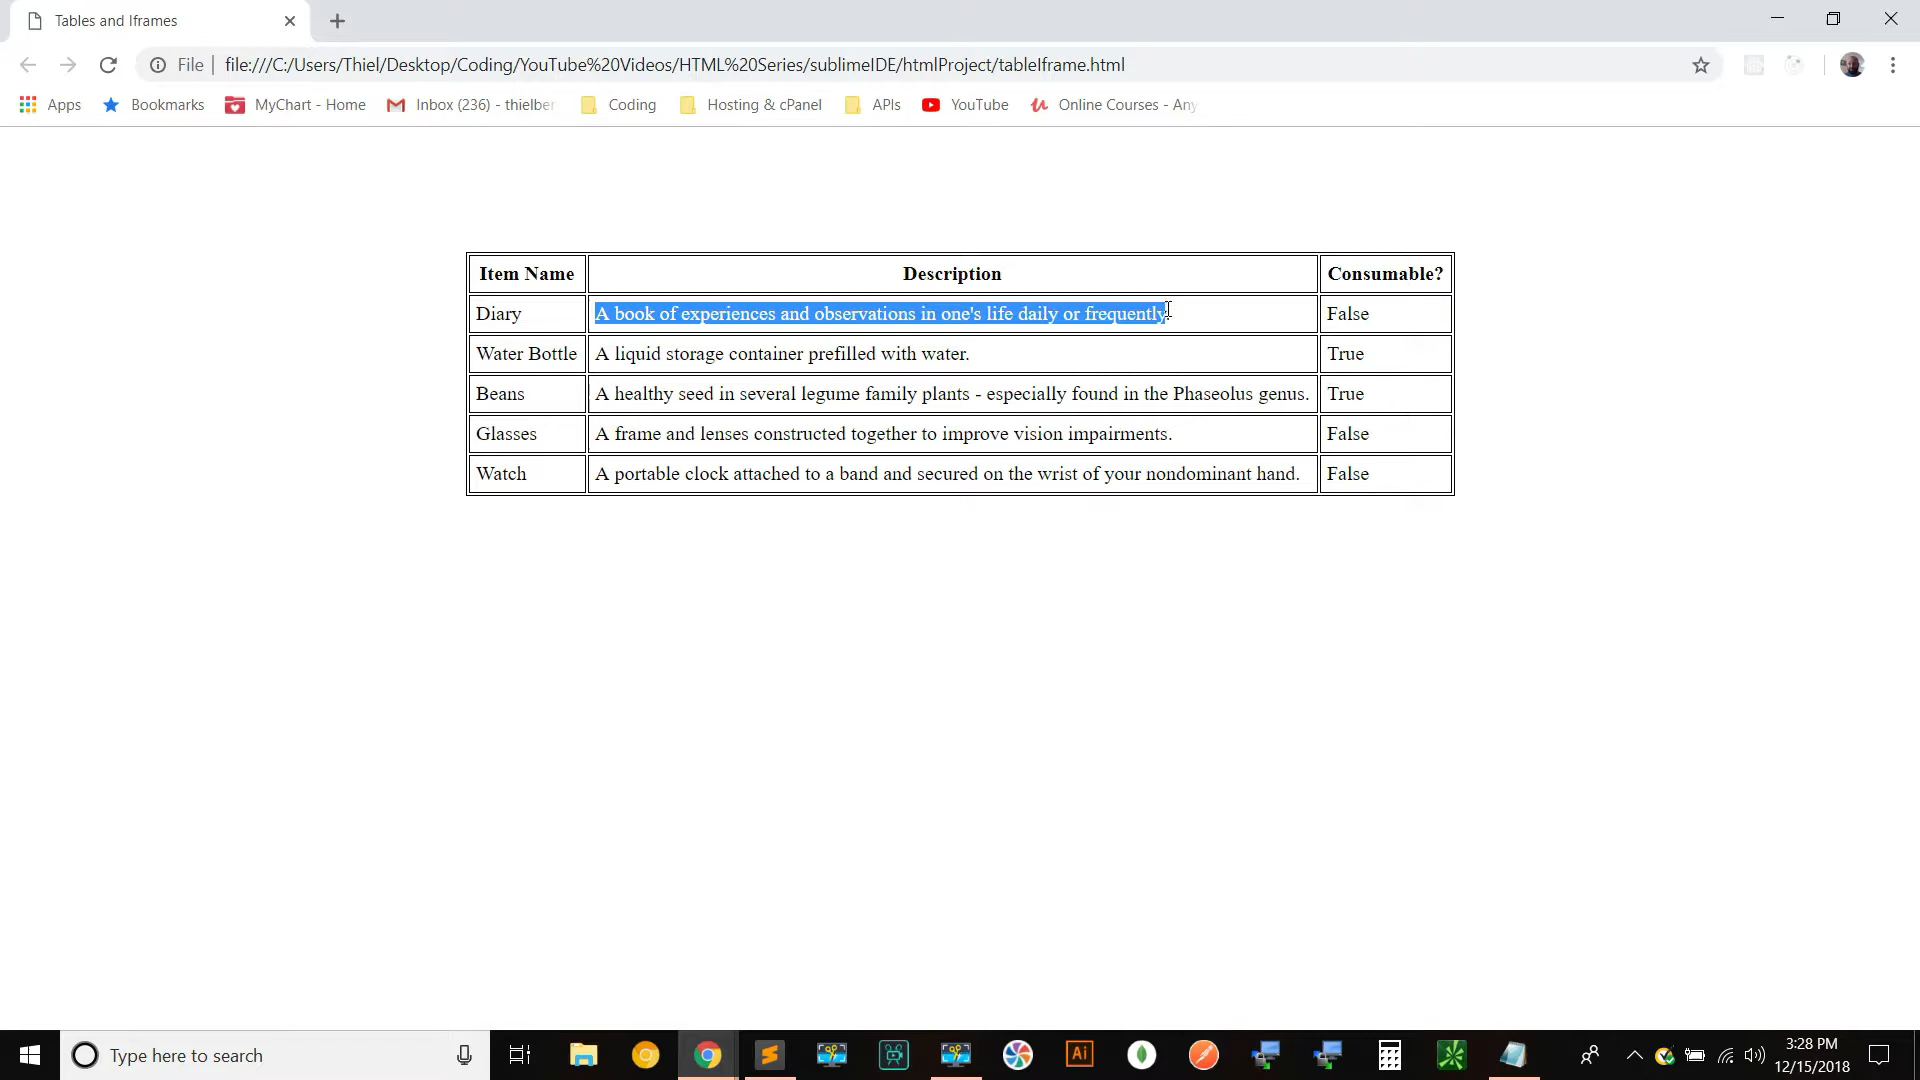 Tables and Iframes
File
file:///C:/Users/Thiel/Desktop/Coding/YouTube%20Videos/HTML%20Series/sublimeIDE/htmlProject/tableIframe.html
Apps Bookmarks MyChart - Home Inbox (236) - thielber Coding Hosting & cPanel APIs YouTube Online Courses - Any
Item Name Description Consumable?
Diary A book of experiences and observations in one's life daily or frequently. False
Water Bottle A liquid storage container prefilled with water. True
Beans A healthy seed in several legume family plants - especially found in the Phaseolus genus. True
Glasses A frame and lenses constructed together to improve vision impairments. False
Watch A portable clock attached to a band and secured on the wrist of your nondominant hand. False
Type here to search
Ai
3:28 PM
12/15/2018